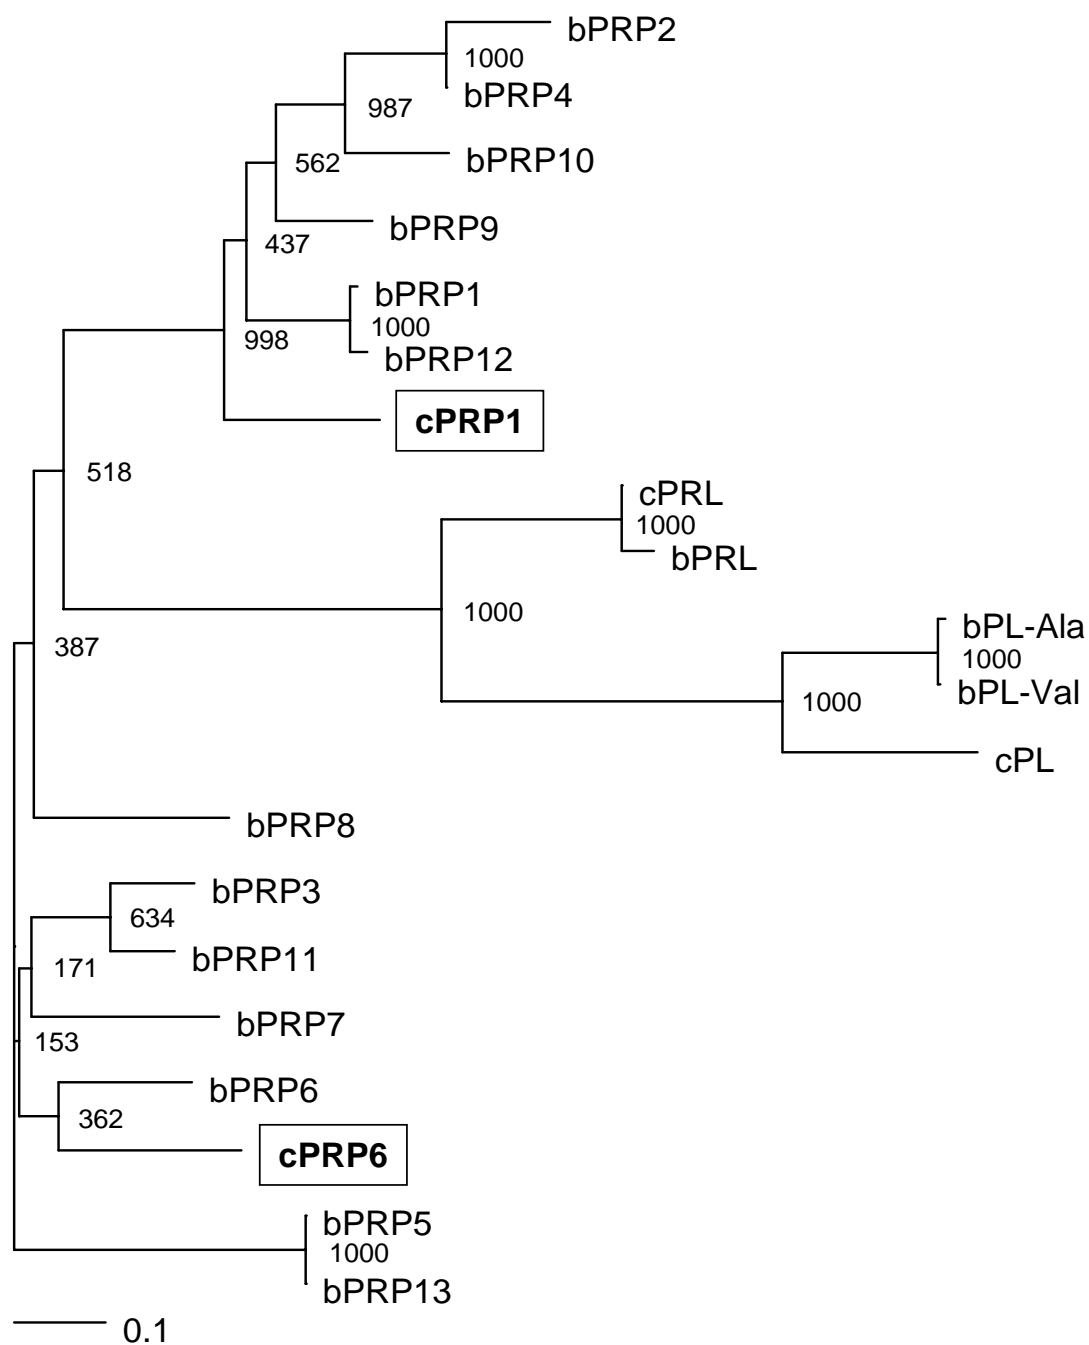 bPRP2
1000
bPRP4
987
bPRP10
562
bPRP9
437
bPRP1
1000
998
bPRP12
cPRP1
518
cPRL
1000
bPRL
1000
bPL-Ala
387
1000
bPL-Val
1000
cPL
bPRP8
bPRP3
634
bPRP11
171
bPRP7
153
bPRP6
362
cPRP6
bPRP5
1000
bPRP13
0.1